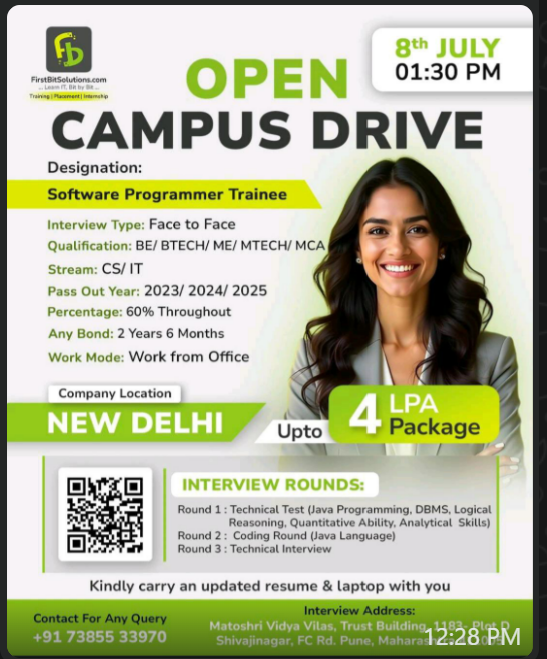 FirstBitSolutions.com
... Learn IT, Bit by Bit ...
Training | Placement | Internship
8th JULY
01:30 PM
OPEN
CAMPUS DRIVE
Designation:
Software Programmer Trainee
Interview Type: Face to Face
Qualification: BE/ BTECH/ ME/ MTECH/ MCA
Stream: CS/ IT
Pass Out Year: 2023/ 2024/ 2025
Percentage: 60% Throughout
Any Bond: 2 Years 6 Months
Work Mode: Work from Office
Company Location
NEW DELHI
Upto 4 LPA
Package
INTERVIEW ROUNDS:
Round 1 : Technical Test (Java Programming, DBMS, Logical
Reasoning, Quantitative Ability, Analytical Skills)
Round 2 : Coding Round (Java Language)
Round 3 : Technical Interview
Kindly carry an updated resume & laptop with you
Contact For Any Query
+91 73855 33970
Interview Address:
Matoshri Vidya Vilas, Trust Building, 1183- Plot D
Shivajinagar, FC Rd. Pune,
12:28 PM